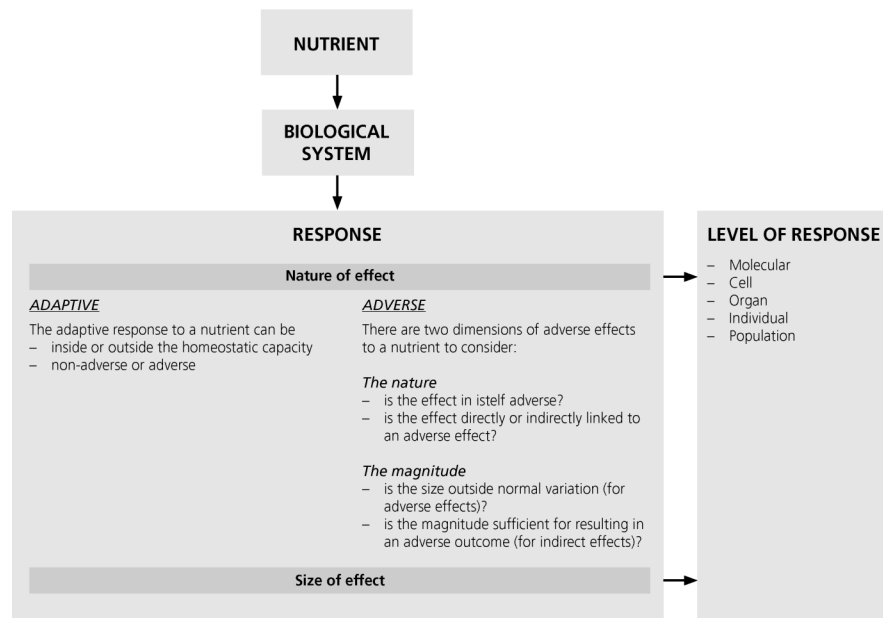 NUTRIENT
BIOLOGICAL
SYSTEM
RESPONSE
Nature of effect
ADAPTIVE
The adaptive response to a nutrient can be
– inside or outside the homeostatic capacity
– non-adverse or adverse
ADVERSE
There are two dimensions of adverse effects
to a nutrient to consider:
The nature
– is the effect in istelf adverse?
– is the effect directly or indirectly linked to
an adverse effect?
The magnitude
– is the size outside normal variation (for
adverse effects)?
– is the magnitude sufficient for resulting in
an adverse outcome (for indirect effects)?
Size of effect
LEVEL OF RESPONSE
– Molecular
– Cell
– Organ
– Individual
– Population